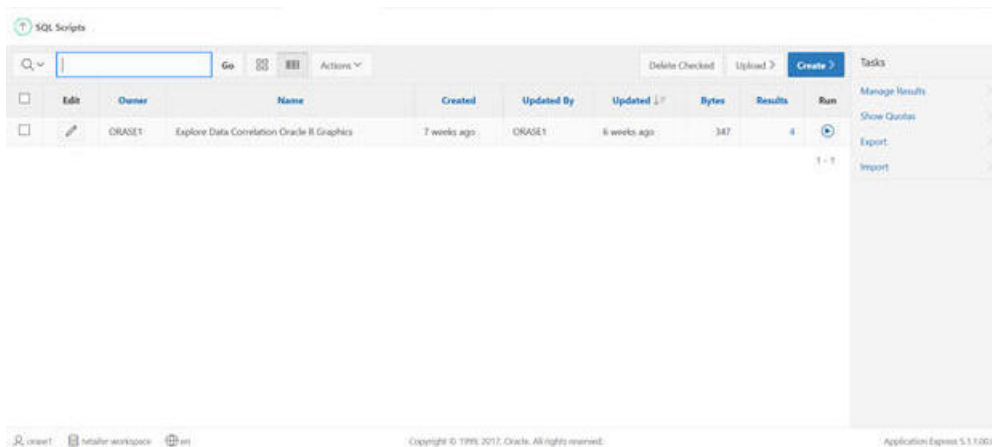 SQL Scripts
Go
Actions
Delete Checked
Upload >
Create >
Tasks
Manage Results
Show Quotas
Export
Import
Edit Owner Name Created Updated By Updated Bytes Results Run
ORASE1 Explore Data Correlation Oracle R Graphics 7 weeks ago ORASE1 6 weeks ago 347 4
1 - 1
orase1 retailer workspace en
Copyright © 1999, 2017, Oracle. All rights reserved.
Application Express 5.1.1.00